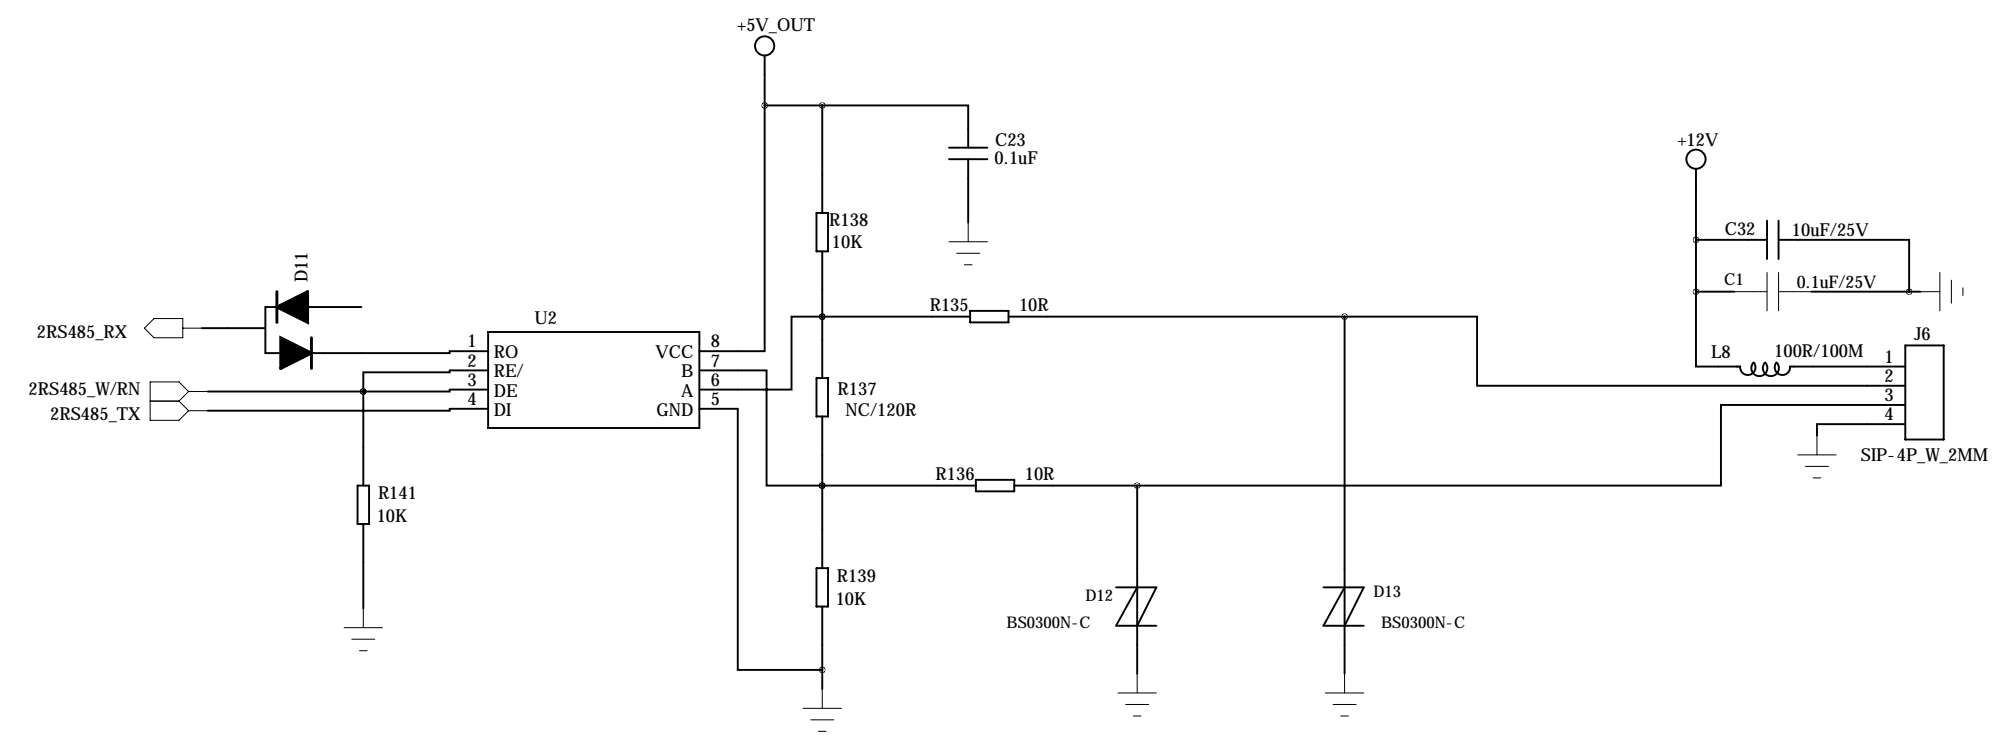 +5V_OUT
C23
0.1uF
+12V
R138
10K
C32 10uF/25V
C1 0.1uF/25V
D11
R135 10R
2RS485_RX
U2
J6
1 RO VCC 8
2 RE/ B 7
3 DE A 6
4 DI GND 5
L8 100R/100M 1
2
3
4
2RS485_W/RN
2RS485_TX
R137
NC/120R
SIP-4P_W_2MM
R136 10R
R141
10K
R139
10K
D12
BS0300N-C
D13
BS0300N-C